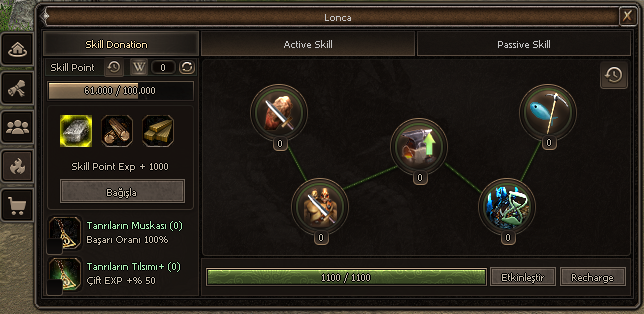 Lonca
Skill Donation
Active Skill
Passive Skill
Skill Point
W
0
61,000 / 100,000
Skill Point Exp + 1000
Bağışla
Tanrıların Muskası (0)
Başarı Oranı 100%
Tanrıların Tılsımı+ (0)
Çift EXP +% 50
0
0
0
0
0
1100 / 1100
Etkinleştir
Recharge